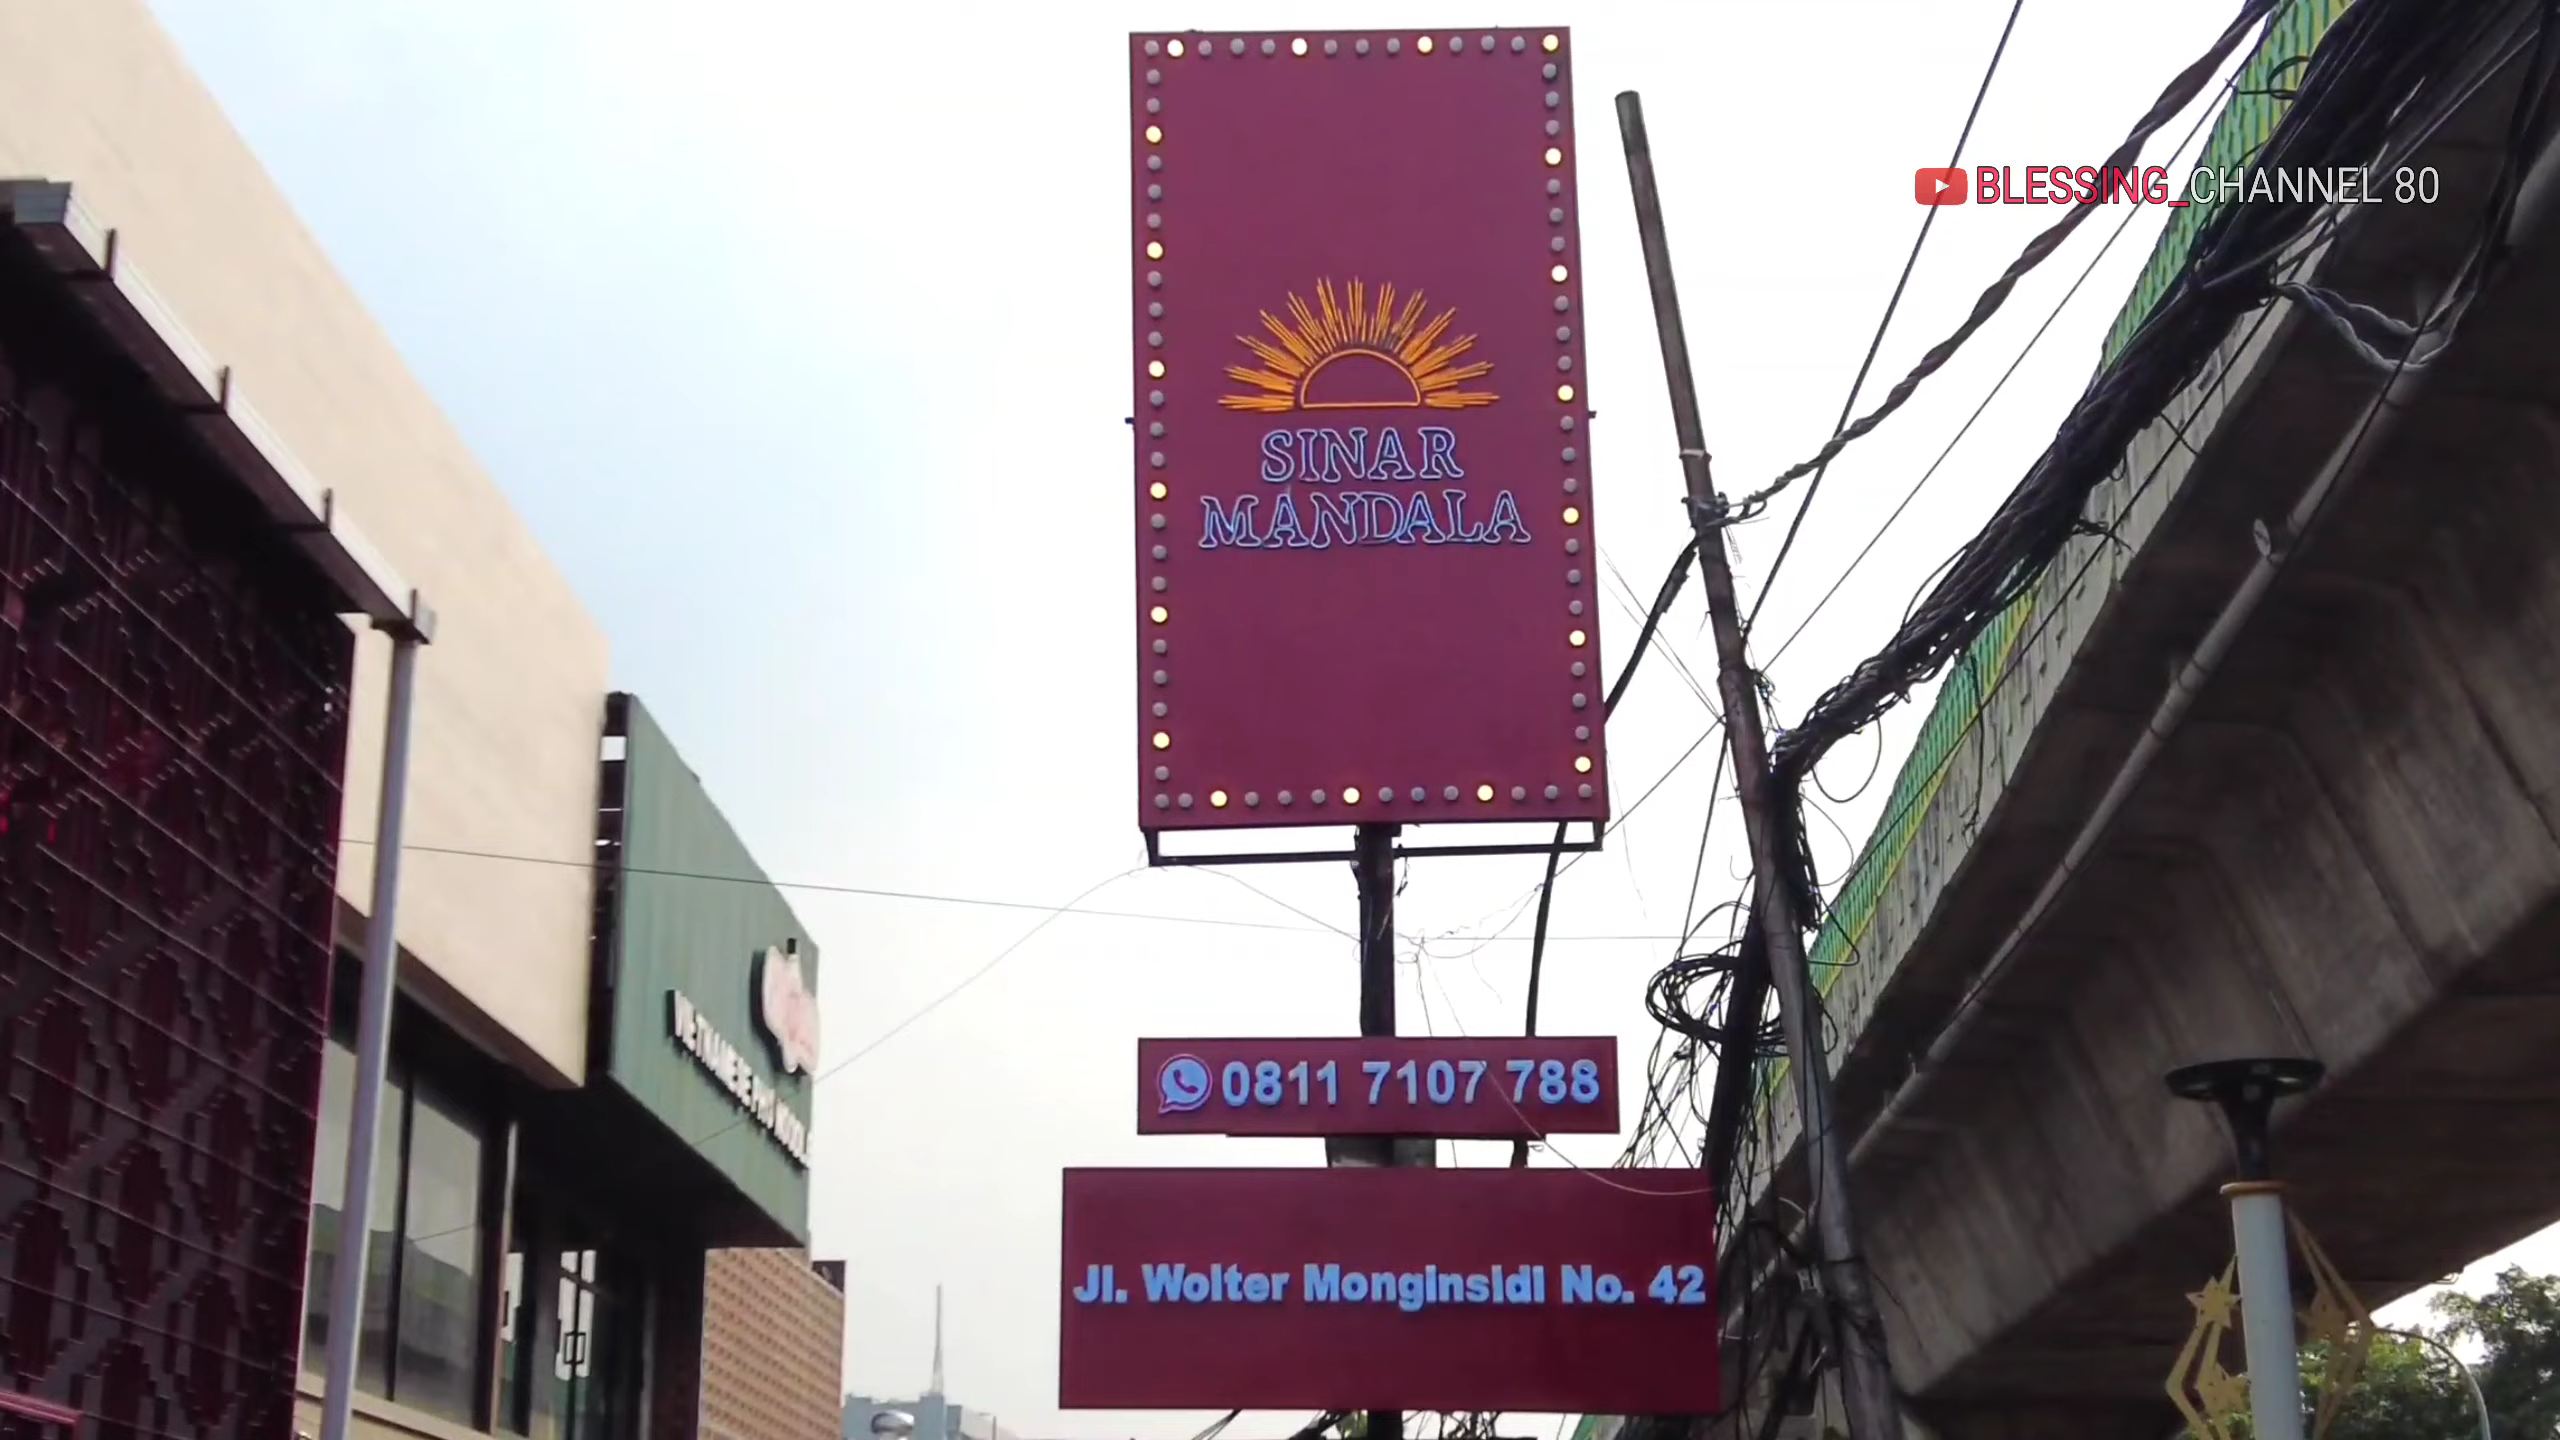 BLESSING_CHANNEL 80
SINAR
MANDALA
VIETNAMESE PHO NOODLE
0811 7107 788
Jl. Wolter Monginsidi No. 42